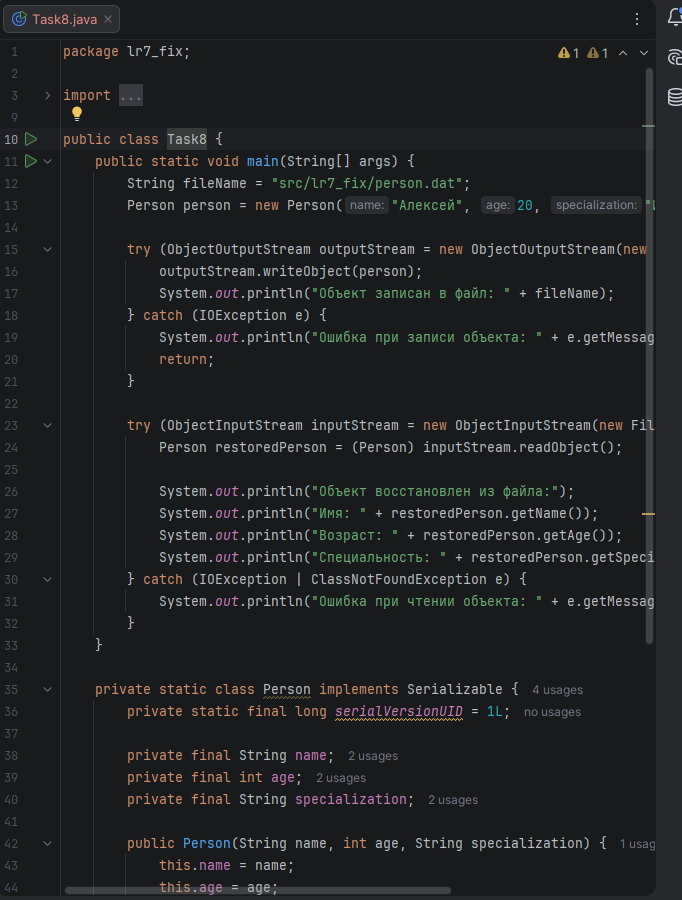 Task8.java
1 package lr7_fix;
1 1
2
3 import ...
9
10 public class Task8 {
11 public static void main(String[] args) {
12 String fileName = "src/lr7_fix/person.dat";
13 Person person = new Person( name: "Алексей", age: 20, specialization:
14
15 try (ObjectOutputStream outputStream = new ObjectOutputStream(new
16 outputStream.writeObject(person);
17 System.out.println("Объект записан в файл: " + fileName);
18 } catch (IOException e) {
19 System.out.println("Ошибка при записи объекта: " + e.getMessag
20 return;
21 }
22
23 try (ObjectInputStream inputStream = new ObjectInputStream(new Fil
24 Person restoredPerson = (Person) inputStream.readObject();
25
26 System.out.println("Объект восстановлен из файла:");
27 System.out.println("Имя: " + restoredPerson.getName());
28 System.out.println("Возраст: " + restoredPerson.getAge());
29 System.out.println("Специальность: " + restoredPerson.getSpeci
30 } catch (IOException | ClassNotFoundException e) {
31 System.out.println("Ошибка при чтении объекта: " + e.getMessag
32 }
33 }
34
35 private static class Person implements Serializable { 4 usages
36 private static final long serialVersionUID = 1L; no usages
37
38 private final String name; 2 usages
39 private final int age; 2 usages
40 private final String specialization; 2 usages
41
42 public Person(String name, int age, String specialization) { 1 usag
43 this.name = name;
44 this.age = age;